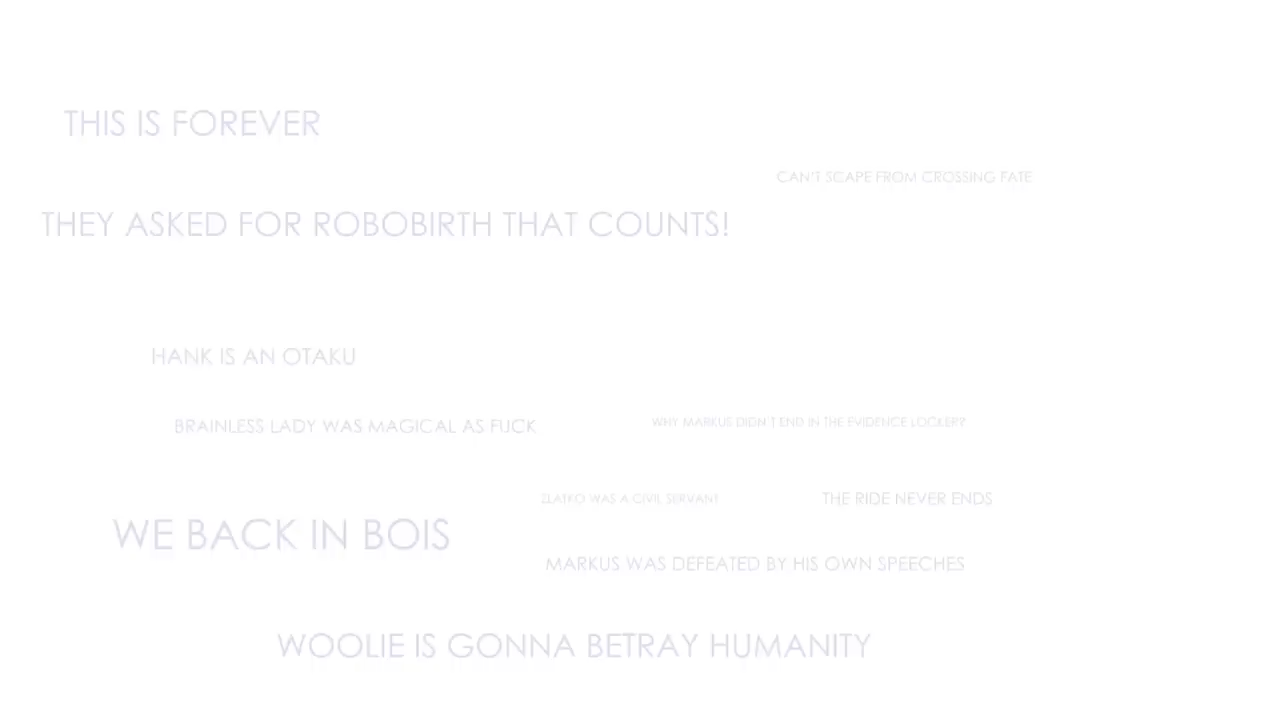 THIS IS FOREVER
CAN'T SCAPE FROM CROSSING FATE
THEY ASKED FOR ROBOBIRTH THAT COUNTS!
HANK IS AN OTAKU
BRAINLESS LADY WAS MAGICAL AS FUCK
WHY MARKUS DIDN'T END IN THE EVIDENCE LOCKER?
ZLATKO WAS A CIVIL SERVANT
THE RIDE NEVER ENDS
WE BACK IN BOIS
MARKUS WAS DEFEATED BY HIS OWN SPEECHES
WOOLIE IS GONNA BETRAY HUMANITY